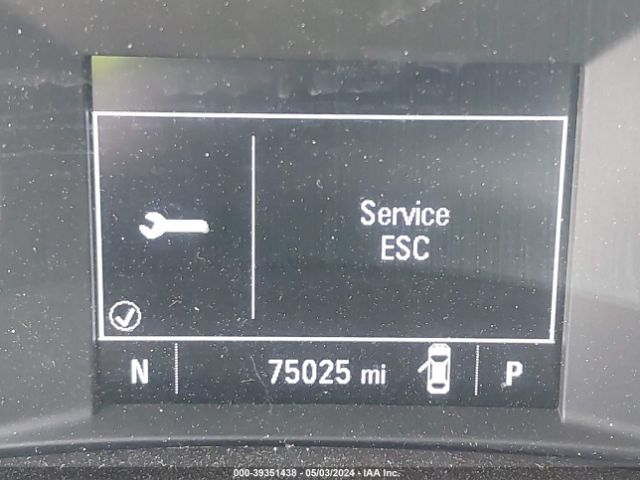 Service
ESC
N 75025 mi P
000-39351438 - 05/03/2024 - IAA Inc.